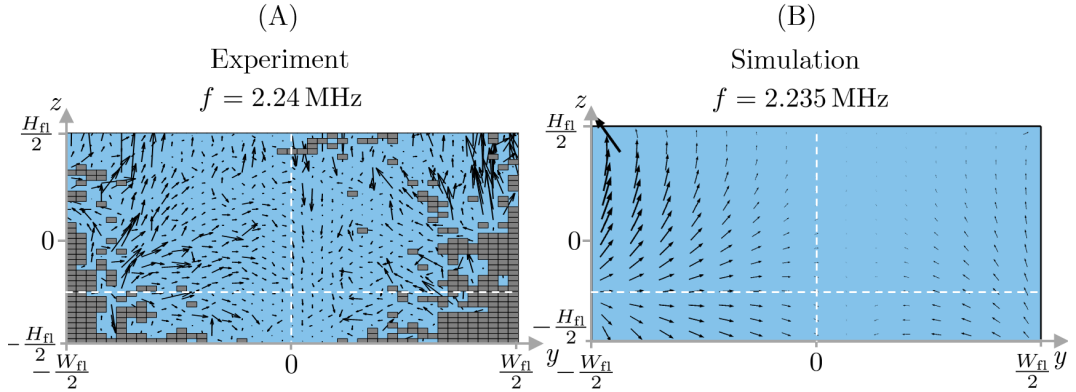 (A)
Experiment
f = 2.24 MHz
z
H_fl/2
0
-H_fl/2
-W_fl/2
0
W_fl/2
y
(B)
Simulation
f = 2.235 MHz
z
H_fl/2
0
-H_fl/2
-W_fl/2
0
W_fl/2
y